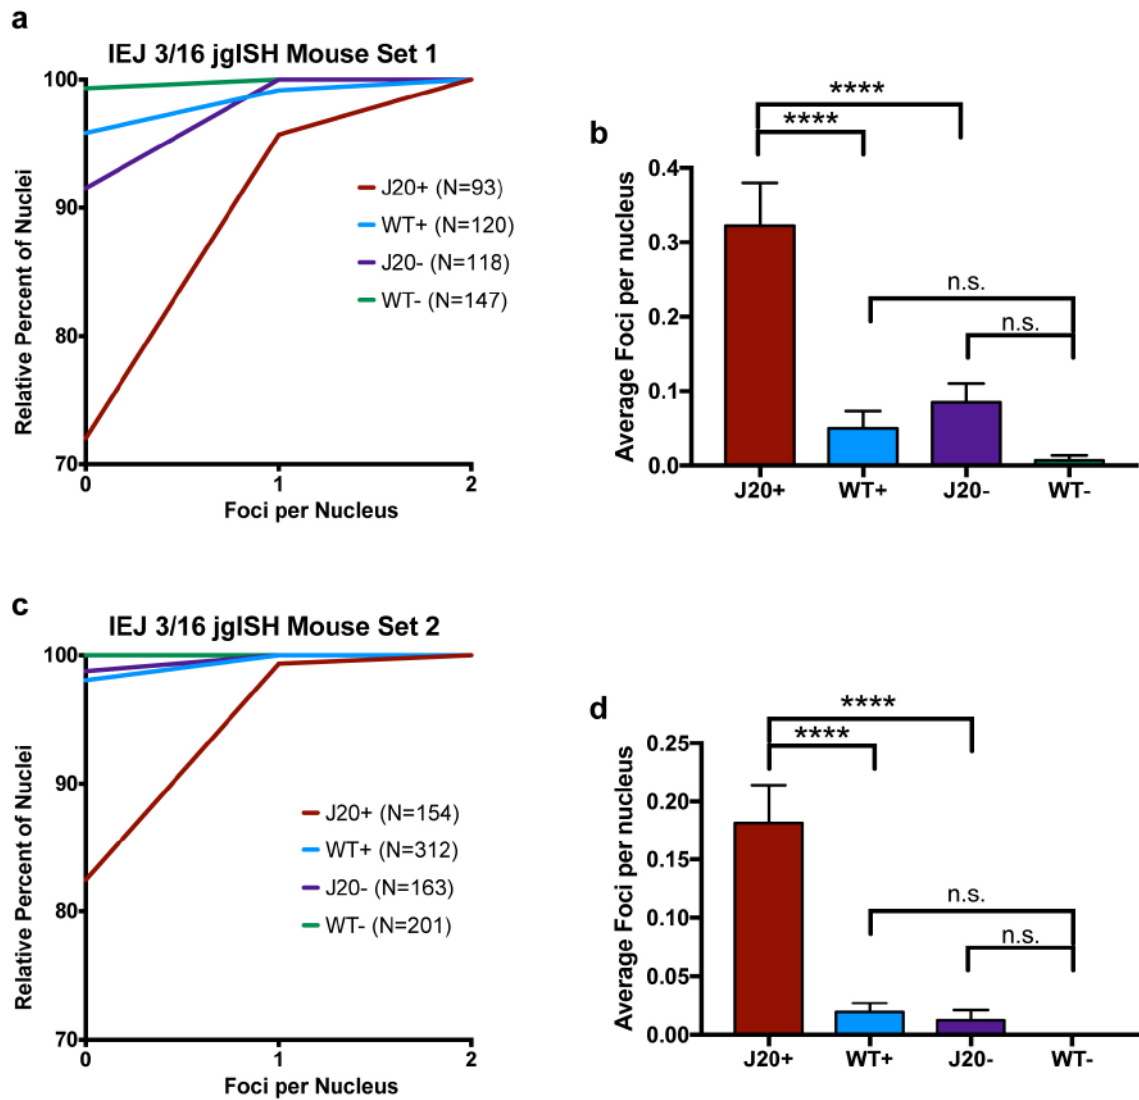 a
IEJ 3/16 jgISH Mouse Set 1
Relative Percent of Nuclei
100
90
80
70
0
1
2
Foci per Nucleus
J20+ (N=93)
WT+ (N=120)
J20- (N=118)
WT- (N=147)
b
****
****
n.s.
n.s.
Average Foci per nucleus
0.4
0.3
0.2
0.1
0.0
J20+
WT+
J20-
WT-
c
IEJ 3/16 jgISH Mouse Set 2
Relative Percent of Nuclei
100
90
80
70
0
1
2
Foci per Nucleus
J20+ (N=154)
WT+ (N=312)
J20- (N=163)
WT- (N=201)
d
****
****
n.s.
n.s.
Average Foci per nucleus
0.25
0.20
0.15
0.10
0.05
0.00
J20+
WT+
J20-
WT-